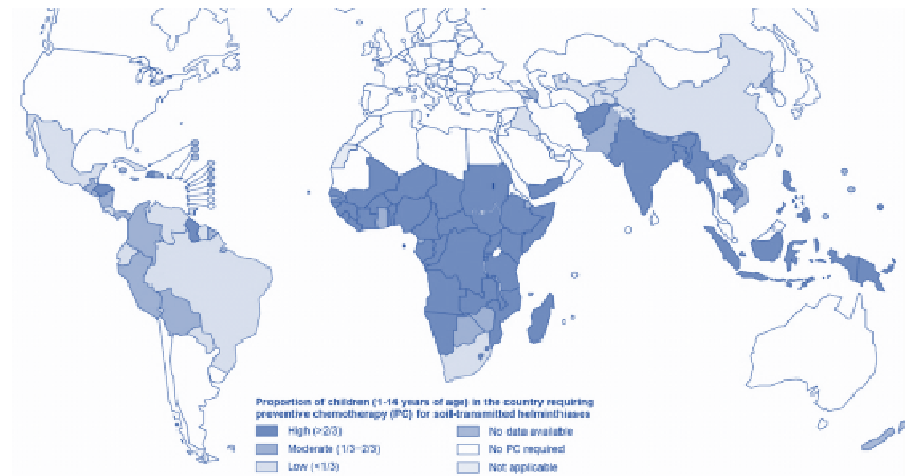 Proportion of children (1-14 years of age) in the country requiring
preventive chemotherapy (PC) for soil-transmitted helminthiases
High (>2/3)
Moderate (1/3-2/3)
Low (<1/3)
No data available
No PC required
Not applicable